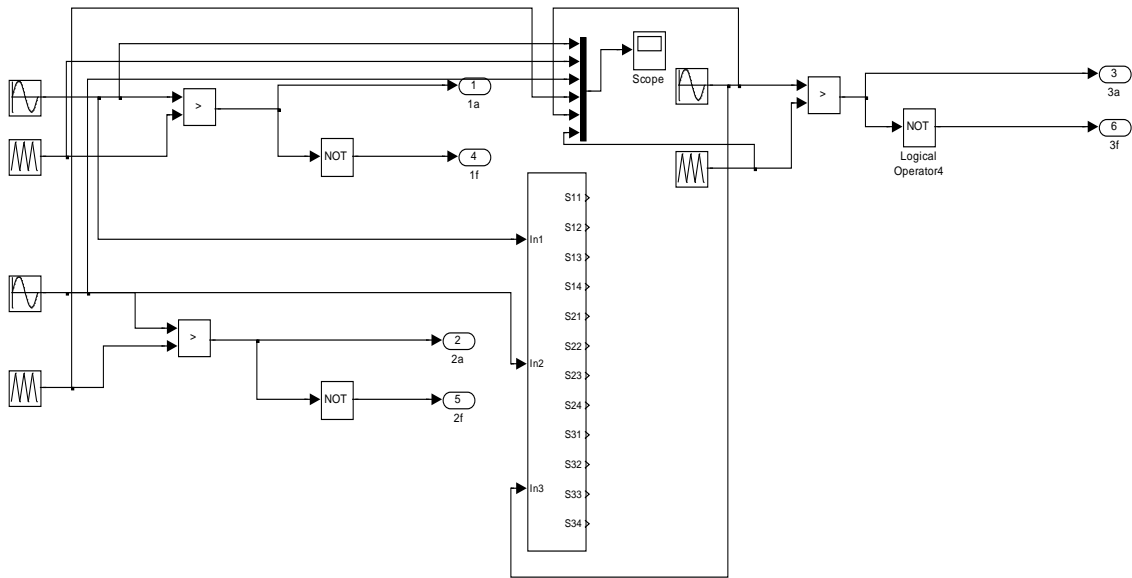 Scope
>
1
1a
>
3
3a
NOT
4
1f
NOT
6
3f
Logical
Operator4
S11
S12
In1
S13
S14
S21
>
2
2a
S22
In2
S23
NOT
5
2f
S24
S31
S32
In3
S33
S34